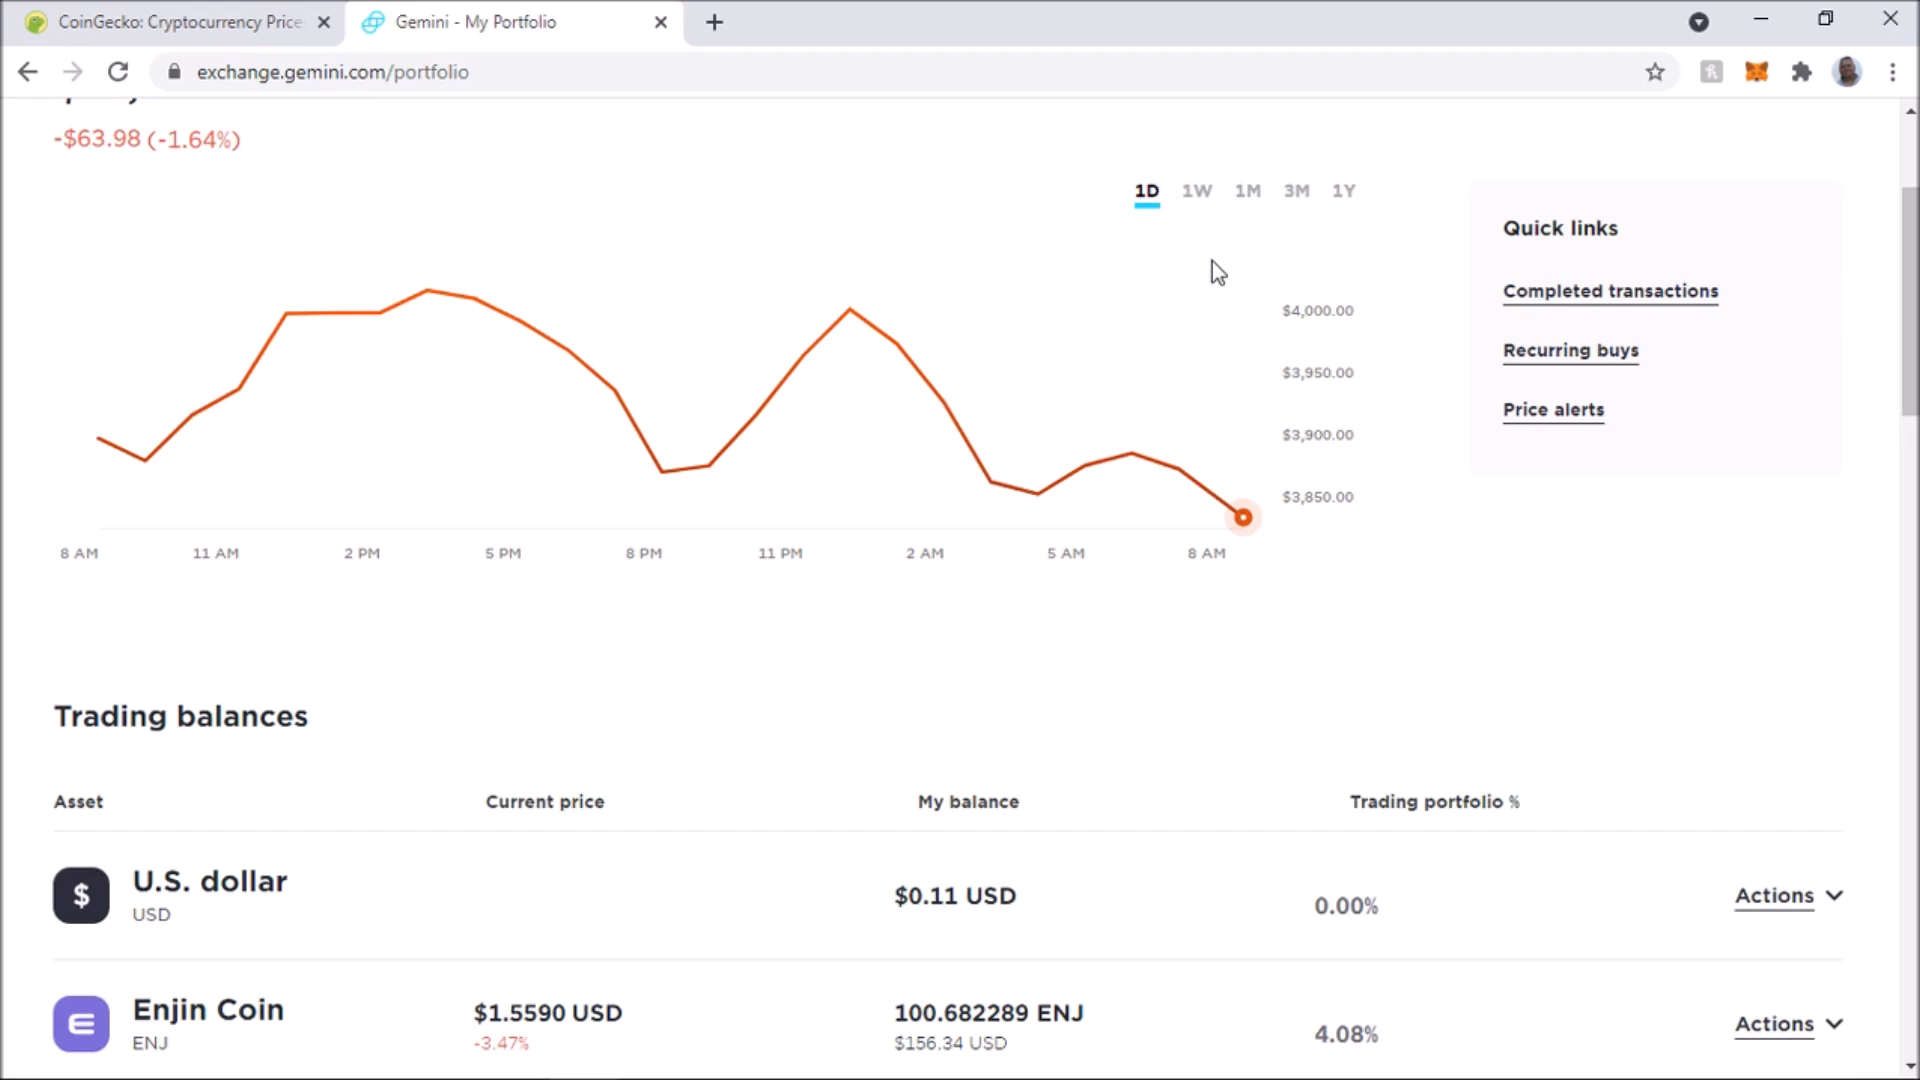 CoinGecko: Cryptocurrency Price
Gemini - My Portfolio
exchange.gemini.com/portfolio
-$63.98 (-1.64%)
1D 1W 1M 3M 1Y
$4,000.00
$3,950.00
$3,900.00
$3,850.00
8 AM 11 AM 2 PM 5 PM 8 PM 11 PM 2 AM 5 AM 8 AM
Quick links
Completed transactions
Recurring buys
Price alerts
Trading balances
Asset Current price My balance Trading portfolio %
$ U.S. dollar $0.11 USD 0.00% Actions
USD
Enjin Coin $1.5590 USD 100.682289 ENJ 4.08% Actions
ENJ -3.47% $156.34 USD